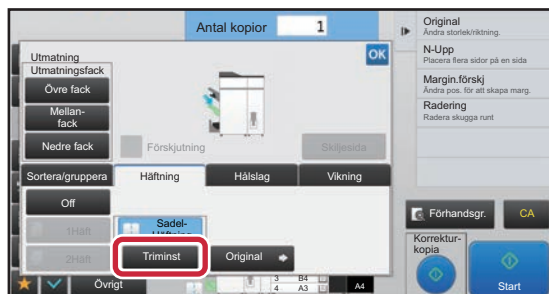 Antal kopior 1
Utmatning
OK
Utmatningsfack
Övre fack
Mellan-
fack
Nedre fack
Förskjutning
Skiljesida
Sortera/gruppera
Häftning
Hålslag
Vikning
Off
1Häft
2Häft
Sadel-
Häftning
Triminst
Original
Övrigt
3 B4
4 A3
A4
Original
Ändra storlek/riktning.
N-Upp
Placera flera sidor på en sida
Margin.förskj
Ändra pos. för att skapa marg.
Radering
Radera skugga runt
Förhandsgr.
CA
Korrektur-
kopia
Start